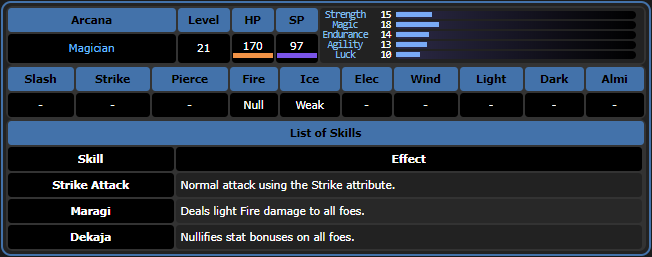 Arcana Level HP SP
Magician 21 170 97
Strength 15
Magic 18
Endurance 14
Agility 13
Luck 10
Slash Strike Pierce Fire Ice Elec Wind Light Dark Almi
- - - Null Weak - - - - -
List of Skills
Skill Effect
Strike Attack Normal attack using the Strike attribute.
Maragi Deals light Fire damage to all foes.
Dekaja Nullifies stat bonuses on all foes.